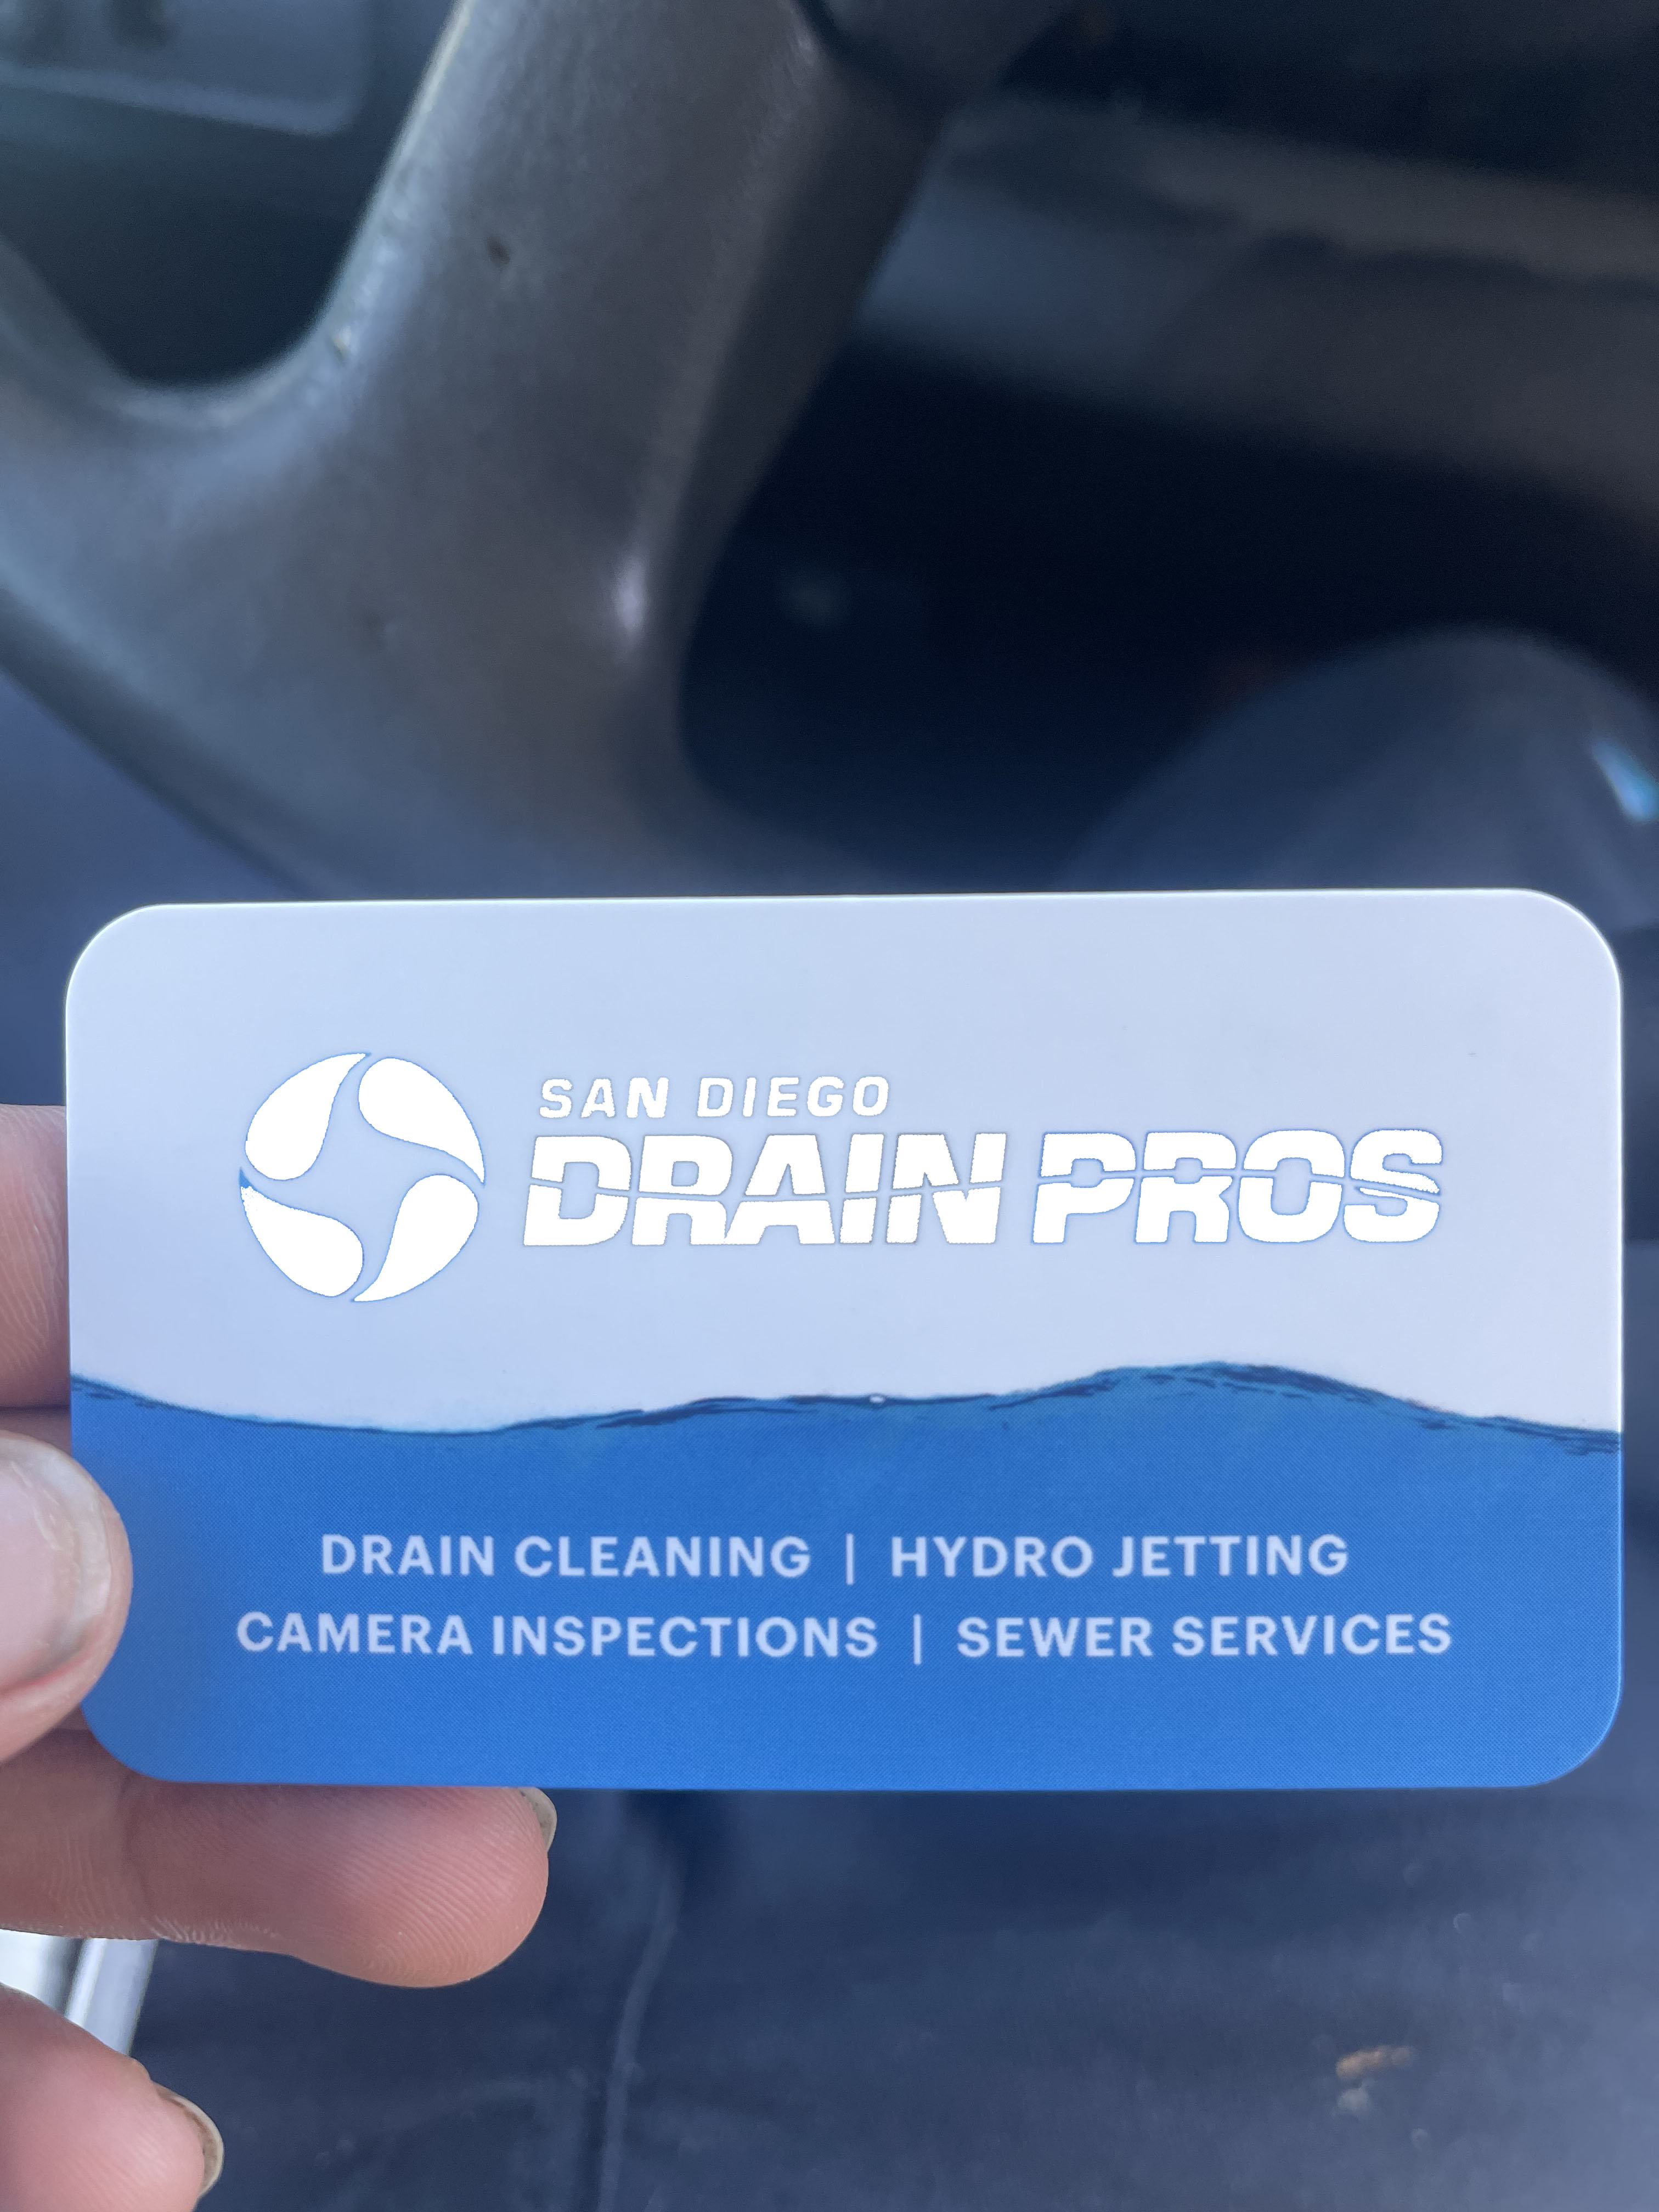 SAN DIEGO
DRAIN PROS
DRAIN CLEANING | HYDRO JETTING
CAMERA INSPECTIONS | SEWER SERVICES